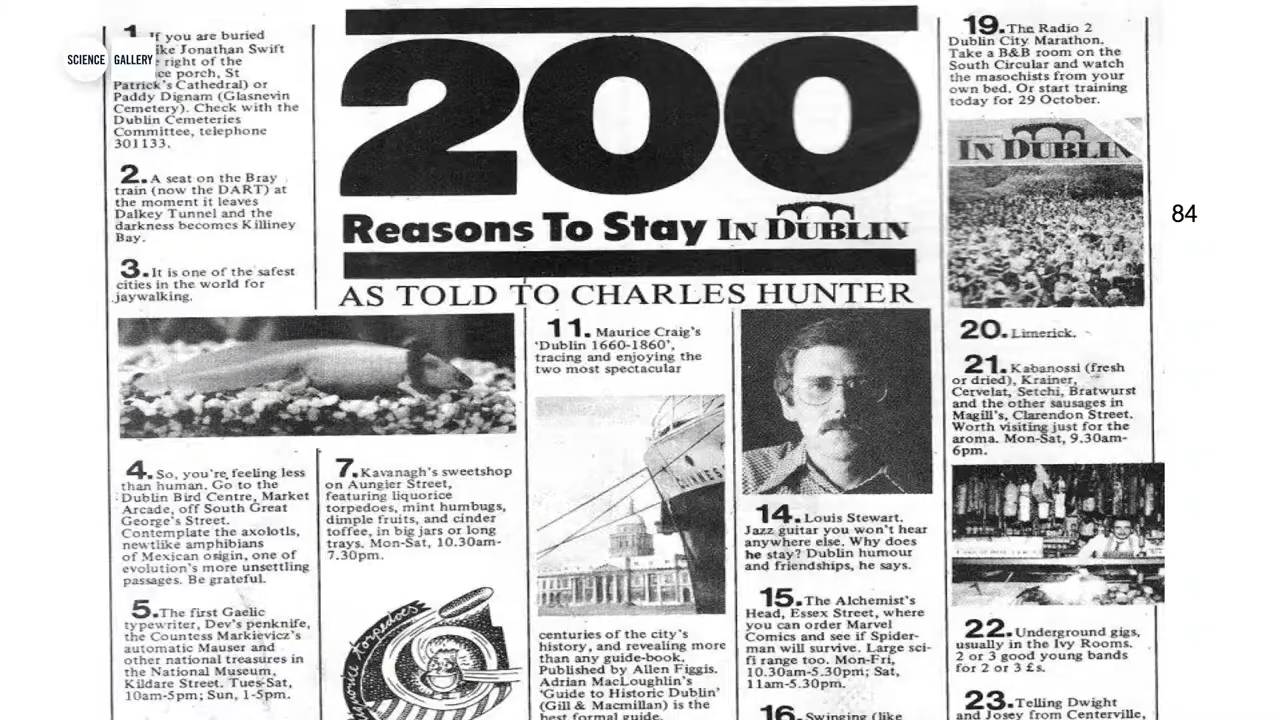 SCIENCE GALLERY
1. If you are buried
like Jonathan Swift
right of the
ce porch, St
Patrick's Cathedral) or
Paddy Dignam (Glasnevin
Cemetery). Check with the
Dublin Cemeteries
Committee, telephone
301133.
2. A seat on the Bray
train (now the DART) at
the moment it leaves
Dalkey Tunnel and the
darkness becomes Killiney
Bay.
3. It is one of the safest
cities in the world for
jaywalking.
200
Reasons To Stay IN DUBLIN
AS TOLD TO CHARLES HUNTER
4. So, you're feeling less
than human. Go to the
Dublin Bird Centre, Market
Arcade, off South Great
George's Street.
Contemplate the axolotls,
newtlike amphibians
of Mexican origin, one of
evolution's more unsettling
passages. Be grateful.
5. The first Gaelic
typewriter, Dev's penknife,
the Countess Markievicz's
automatic Mauser and
other national treasures in
the National Museum,
Kildare Street. Tues-Sat,
10am-5pm; Sun, 1-5pm.
7. Kavanagh's sweetshop
on Aungier Street,
featuring liquorice
torpedoes, mint humbugs,
dimple fruits, and cinder
toffee, in big jars or long
trays. Mon-Sat, 10.30am-
7.30pm.
torpedoes
11. Maurice Craig's
'Dublin 1660-1860',
tracing and enjoying the
two most spectacular
centuries of the city's
history, and revealing more
than any guide-book.
Published by Allen Figgis.
Adrian MacLoughlin's
'Guide to Historic Dublin'
(Gill & Macmillan) is the
best formal guide.
14. Louis Stewart.
Jazz guitar you won't hear
anywhere else. Why does
he stay? Dublin humour
and friendships, he says.
15. The Alchemist's
Head, Essex Street, where
you can order Marvel
Comics and see if Spider-
man will survive. Large sci-
fi range too. Mon-Fri,
10.30am-5.30pm; Sat,
11am-5.30pm.
16. Swinging (like
19. The Radio 2
Dublin City Marathon.
Take a B&B room on the
South Circular and watch
the masochists from your
own bed. Or start training
today for 29 October.
IN DUBLIN
20. Limerick.
21. Kabanossi (fresh
or dried), Krainer,
Cervelat, Setchi, Bratwurst
and the other sausages in
Magill's, Clarendon Street.
Worth visiting just for the
aroma. Mon-Sat, 9.30am-
6pm.
22. Underground gigs,
usually in the Ivy Rooms.
2 or 3 good young bands
for 2 or 3 £s.
23. Telling Dwight
and Josey from Centerville,
84